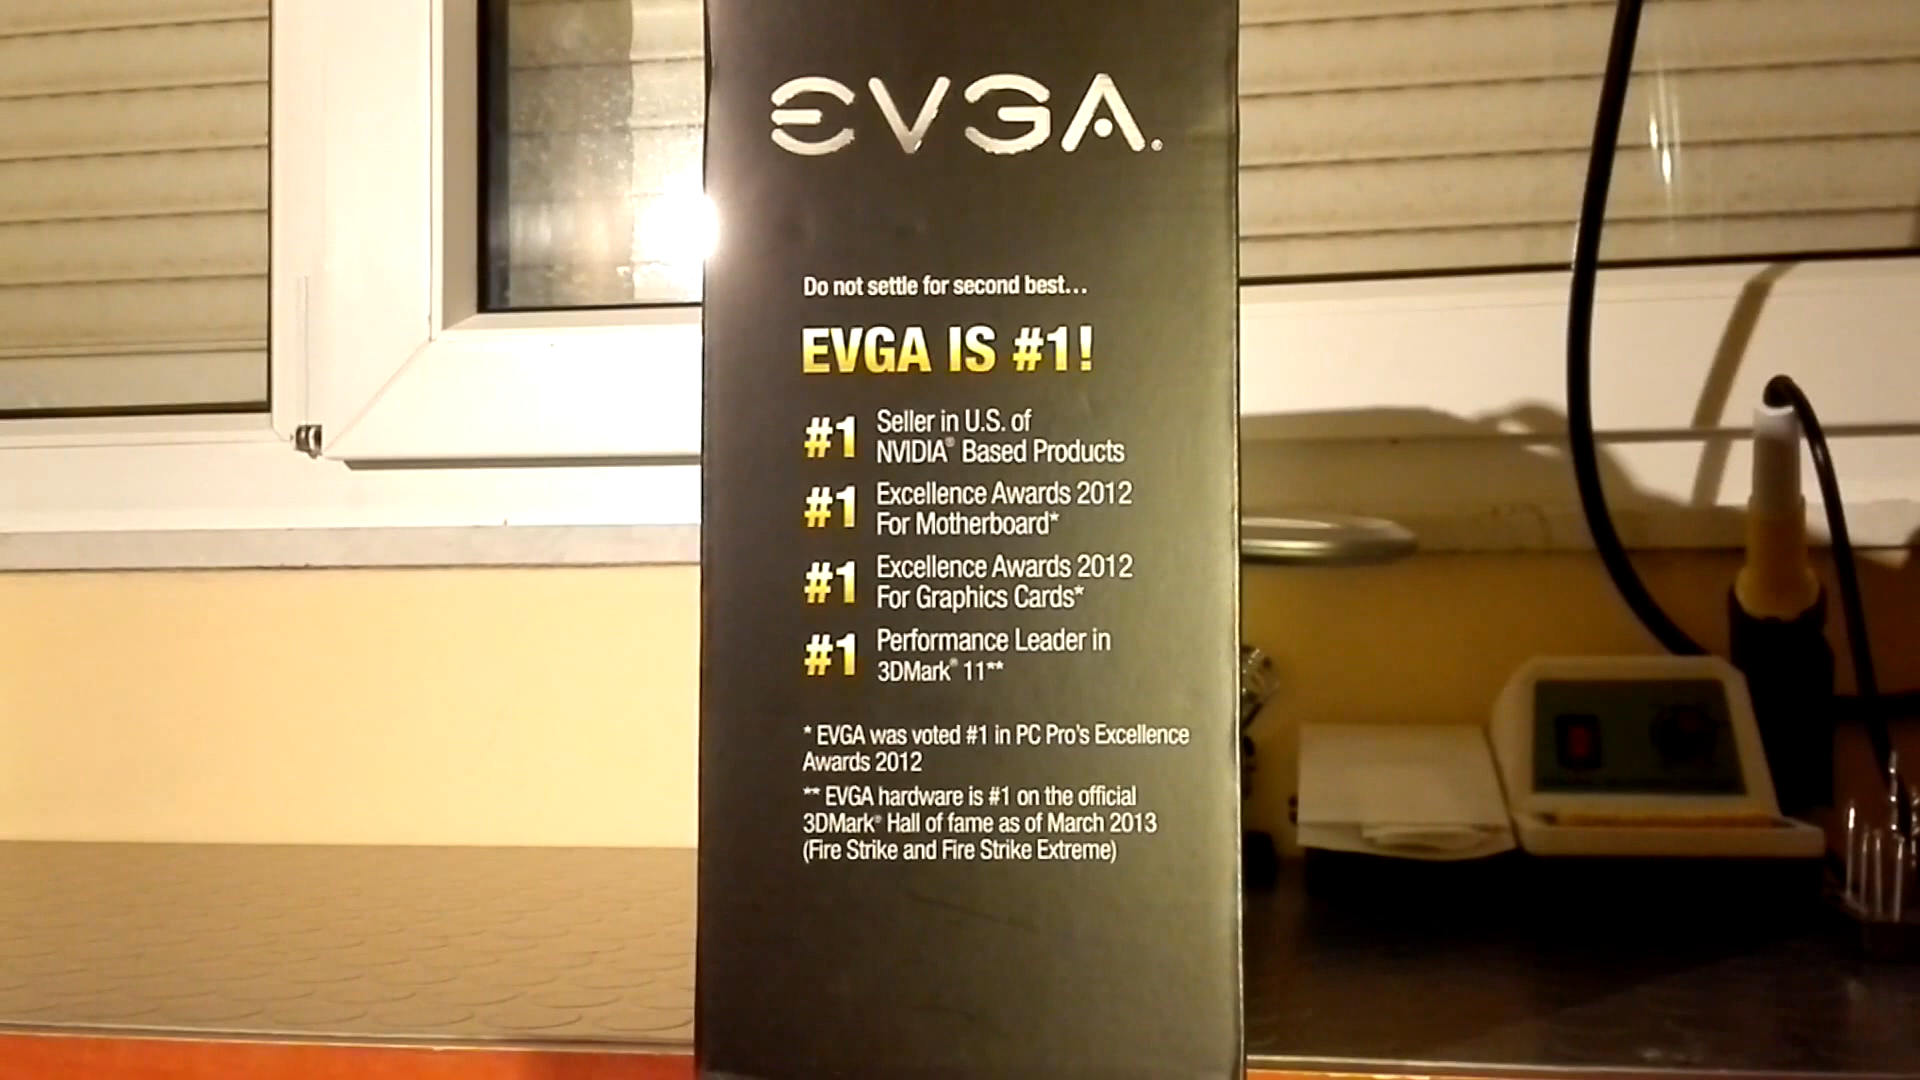 EVGA®
Do not settle for second best...
EVGA IS #1!
#1 Seller in U.S. of
NVIDIA® Based Products
#1 Excellence Awards 2012
For Motherboard*
#1 Excellence Awards 2012
For Graphics Cards*
#1 Performance Leader in
3DMark® 11**
* EVGA was voted #1 in PC Pro's Excellence
Awards 2012
** EVGA hardware is #1 on the official
3DMark® Hall of fame as of March 2013
(Fire Strike and Fire Strike Extreme)